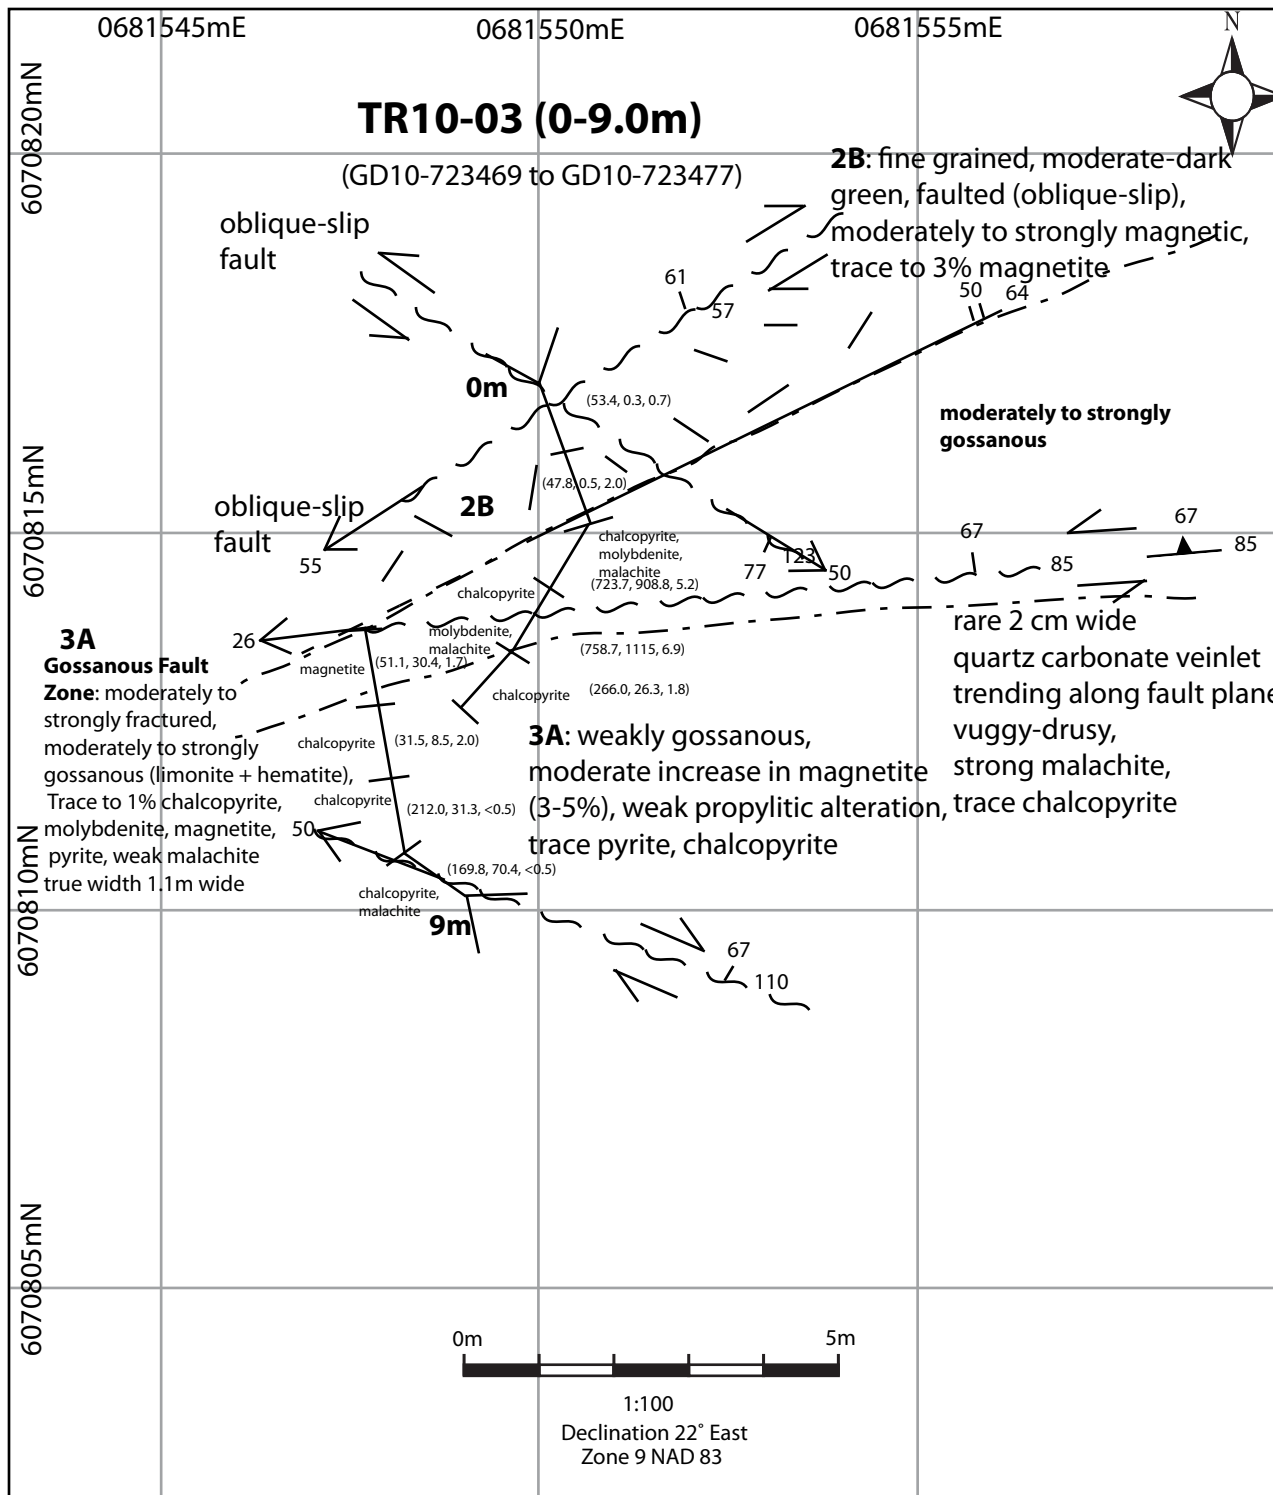 0681545mE
0681550mE
0681555mE
N
6070820mN
TR10-03 (0-9.0m)
(GD10-723469 to GD10-723477)
2B: fine grained, moderate-dark
green, faulted (oblique-slip),
moderately to strongly magnetic,
trace to 3% magnetite
oblique-slip
fault
61
57
50
64
0m
(53.4, 0.3, 0.7)
moderately to strongly
gossanous
6070815mN
(47.8, 0.5, 2.0)
2B
oblique-slip
fault
55
chalcopyrite,
molybdenite,
malachite
(723.7, 908.8, 5.2)
77
123
50
67
85
67
85
chalcopyrite
molybdenite,
malachite
26
magnetite
(51.1, 30.4, 1.7)
(758.7, 1115, 6.9)
chalcopyrite
(266.0, 26.3, 1.8)
3A
Gossanous Fault
Zone: moderately to
strongly fractured,
moderately to strongly
gossanous (limonite + hematite),
Trace to 1% chalcopyrite,
molybdenite, magnetite,
pyrite, weak malachite
true width 1.1m wide
rare 2 cm wide
quartz carbonate veinlet
trending along fault plane
vuggy-drusy,
strong malachite,
trace chalcopyrite
chalcopyrite
(31.5, 8.5, 2.0)
3A: weakly gossanous,
moderate increase in magnetite
(3-5%), weak propylitic alteration,
trace pyrite, chalcopyrite
chalcopyrite
(212.0, 31.3, <0.5)
50
(169.8, 70.4, <0.5)
chalcopyrite,
malachite
9m
6070810mN
67
110
6070805mN
0m
5m
1:100
Declination 22° East
Zone 9 NAD 83